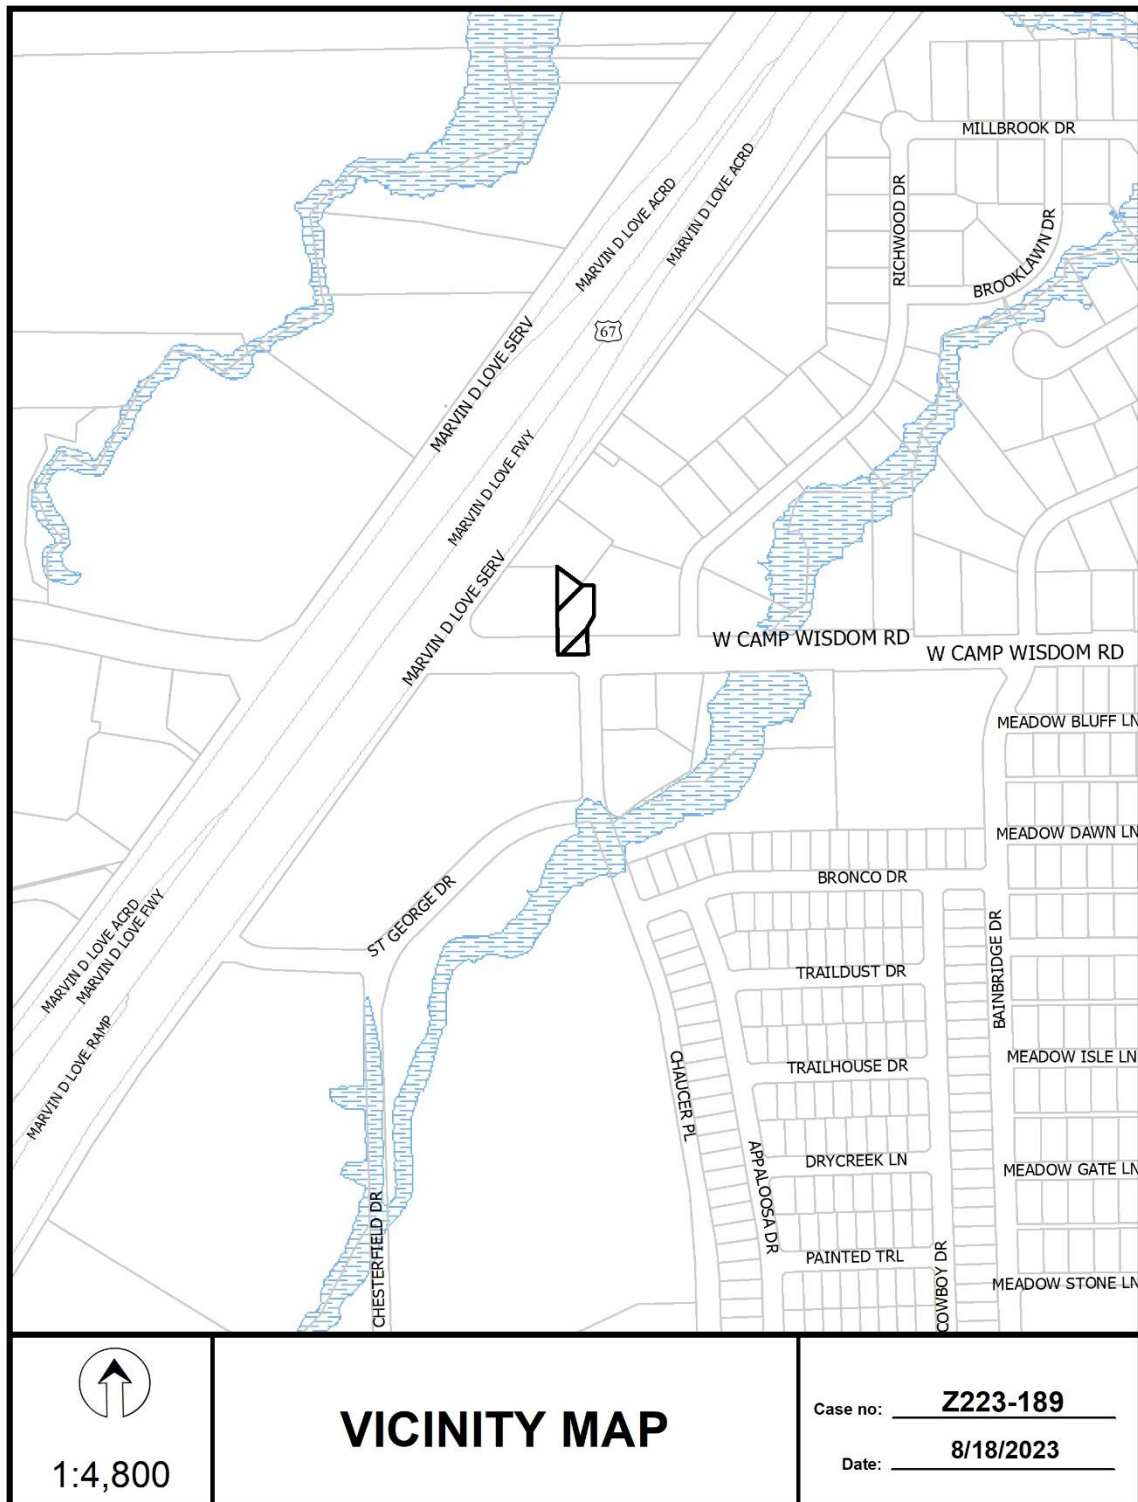 MILLBROOK DR
MARVIN D LOVE ACRD
MARVIN D LOVE ACRD
RICHWOOD DR
BROOKLAWN DR
67
MARVIN D LOVE SERV
MARVIN D LOVE FWY
MARVIN D LOVE SERV
W CAMP WISDOM RD
W CAMP WISDOM RD
MEADOW BLUFF LN
MEADOW DAWN LN
BRONCO DR
ST GEORGE DR
MARVIN D LOVE ACRD
MARVIN D LOVE FWY
TRAILDUST DR
BAINBRIDGE DR
MARVIN D LOVE RAMP
MEADOW ISLE LN
TRAILHOUSE DR
CHAUCER PL
DRYCREEK LN
MEADOW GATE LN
APPALOOSA DR
CHESTERFIELD DR
PAINTED TRL
COWBOY DR
MEADOW STONE LN
1:4,800
VICINITY MAP
Case no: Z223-189
Date: 8/18/2023